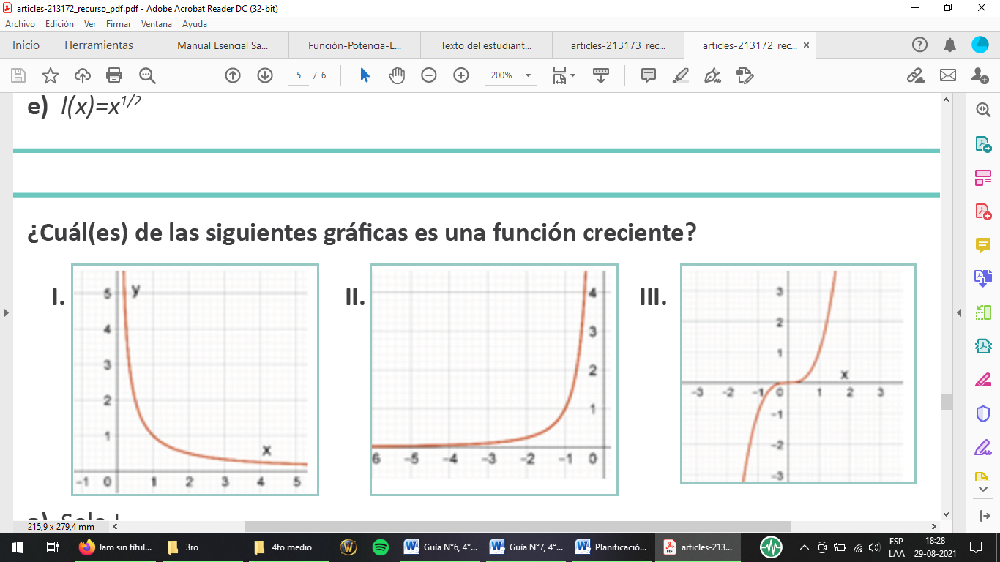 articles-213172_recurso_pdf.pdf - Adobe Acrobat Reader DC (32-bit)
Archivo Edición Ver Firmar Ventana Ayuda
Inicio Herramientas Manual Esencial Sa... Función-Potencia-E... Texto del estudiant... articles-213173_rec... articles-213172_rec... ×
5 / 6 200%
e) l(x)=x^1/2
¿Cuál(es) de las siguientes gráficas es una función creciente?
I.
5 y
4
3
2
1
x
-1 0 1 2 3 4 5
II.
4
3
2
1
6 -5 -4 -3 -2 -1 0
III.
3
2
1
x
-3 -2 -1 0 1 2 3
-1
-2
-3
a) Solo I
215,9 x 279,4 mm
Jam sin títul... 3ro 4to medio Guía N°6, 4°... Guía N°7, 4°... Planificació... articles-213...
ESP 18:28
LAA 29-08-2021